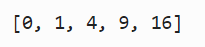 [0, 1, 4, 9, 16]